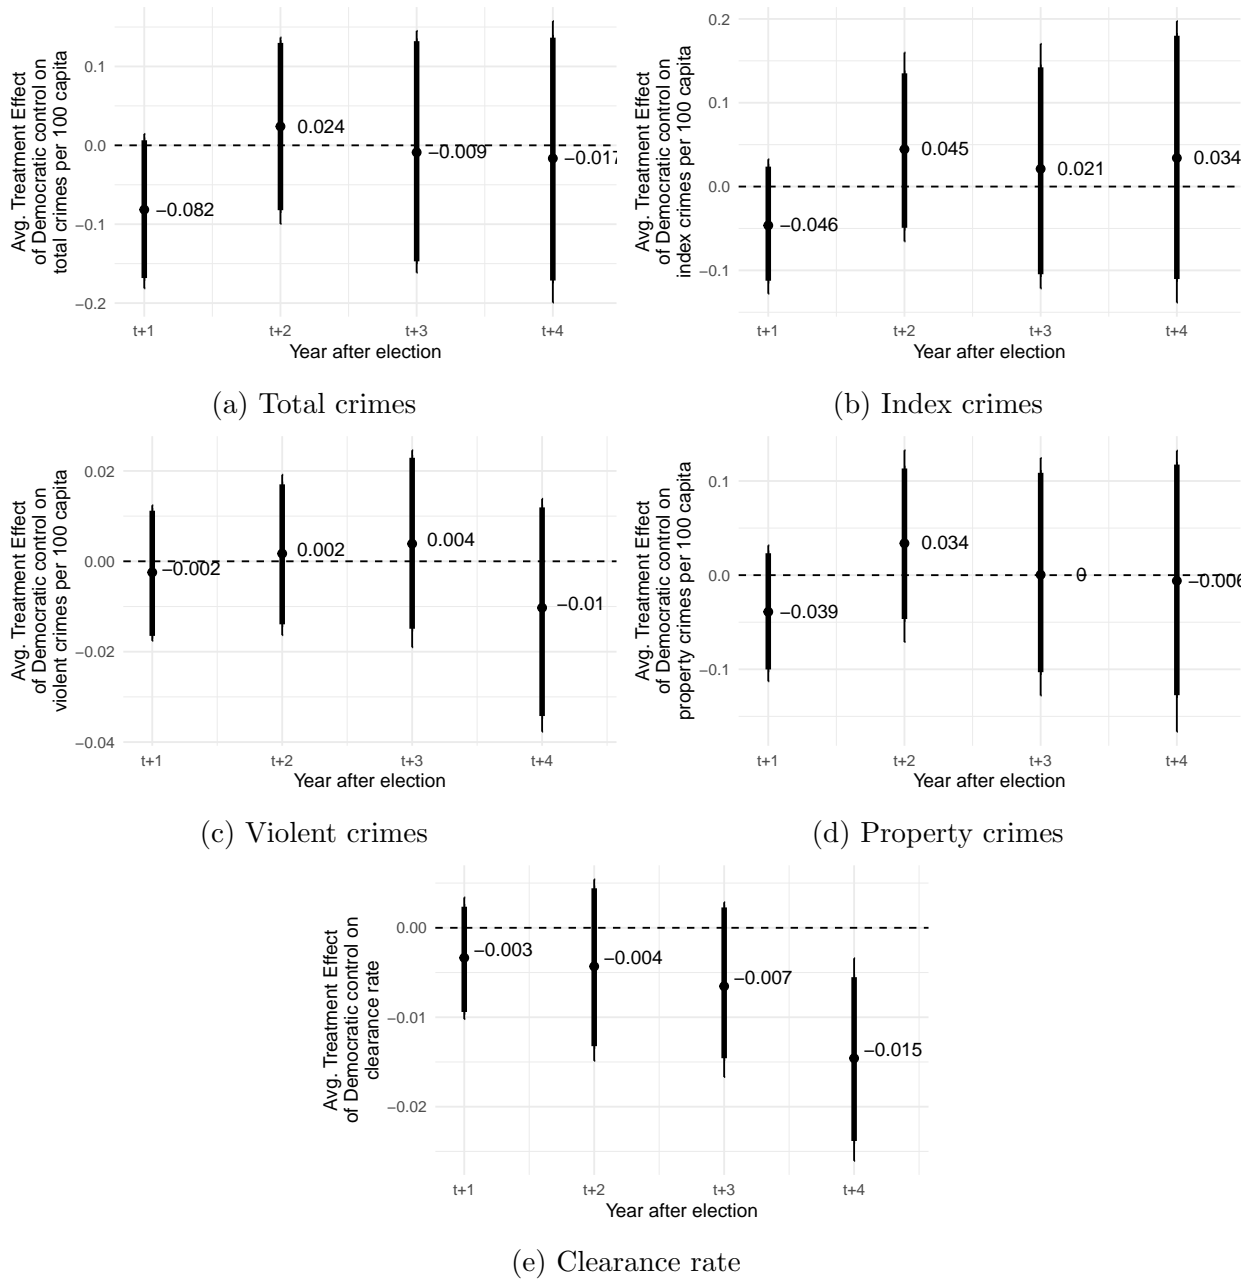 Avg. Treatment Effect
of Democratic control on
total crimes per 100 capita
0.1
0.0
−0.1
−0.2
−0.082
0.024
−0.009
−0.017
t+1 t+2 t+3 t+4
Year after election
(a) Total crimes
Avg. Treatment Effect
of Democratic control on
index crimes per 100 capita
0.2
0.1
0.0
−0.1
−0.046
0.045
0.021
0.034
t+1 t+2 t+3 t+4
Year after election
(b) Index crimes
Avg. Treatment Effect
of Democratic control on
violent crimes per 100 capita
0.02
0.00
−0.02
−0.04
−0.002
0.002
0.004
−0.01
t+1 t+2 t+3 t+4
Year after election
(c) Violent crimes
Avg. Treatment Effect
of Democratic control on
property crimes per 100 capita
0.1
0.0
−0.1
−0.039
0.034
0
−0.006
t+1 t+2 t+3 t+4
Year after election
(d) Property crimes
Avg. Treatment Effect
of Democratic control on
clearance rate
0.00
−0.01
−0.02
−0.003
−0.004
−0.007
−0.015
t+1 t+2 t+3 t+4
Year after election
(e) Clearance rate